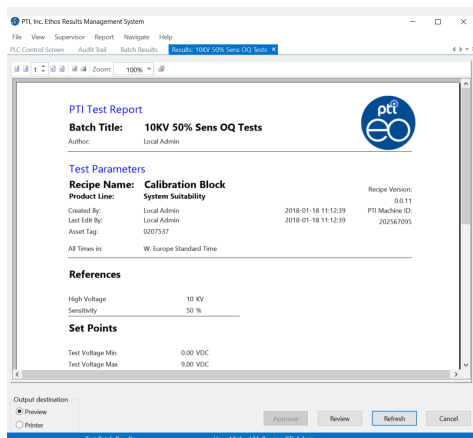 PTI, Inc. Ethos Results Management System
File View Supervisor Report Navigate Help
PLC Control Screen Audit Trail Batch Results Results: 10KV 50% Sens OQ Tests
1 Zoom: 100%
pti
PTI Test Report
Batch Title: 10KV 50% Sens OQ Tests
Author: Local Admin
Test Parameters
Recipe Name: Calibration Block
Recipe Version:
Product Line: System Suitability
0.0.11
Created By: Local Admin 2018-01-18 11:12:39 PTI Machine ID:
Last Edit By: Local Admin 2018-01-18 11:12:39 202567095
Asset Tag: 0207537
All Times in: W. Europe Standard Time
References
High Voltage 10 KV
Sensitivity 50 %
Set Points
Test Voltage Min 0.00 VDC
Test Voltage Max 9.00 VDC
Output destination
Preview
Printer
Approve Review Refresh Cancel